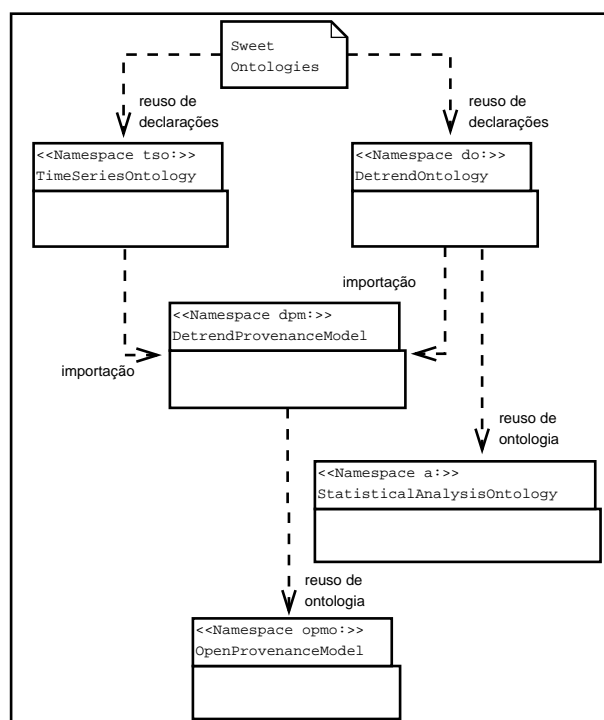 Sweet
Ontologies
reuso de
declarações
reuso de
declarações
<<Namespace tso:>>
TimeSeriesOntology
<<Namespace do:>>
DetrendOntology
importação
<<Namespace dpm:>>
DetrendProvenanceModel
importação
reuso de
ontologia
<<Namespace a:>>
StatisticalAnalysisOntology
reuso de
ontologia
<<Namespace opmo:>>
OpenProvenanceModel